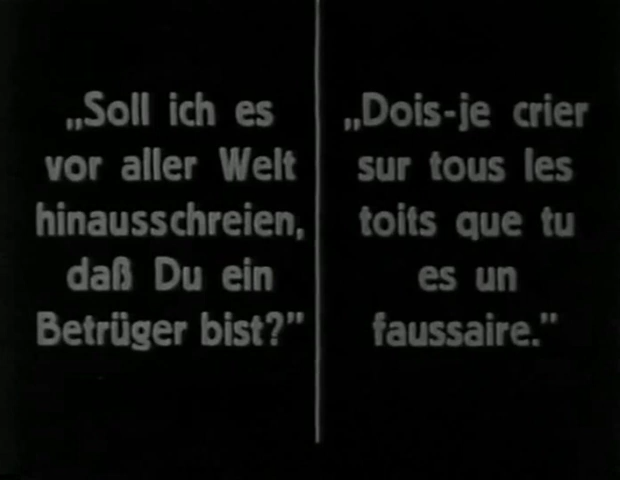 „Soll ich es
vor aller Welt
hinausschreien,
daß Du ein
Betrüger bist?”
„Dois-je crier
sur tous les
toits que tu
es un
faussaire.”